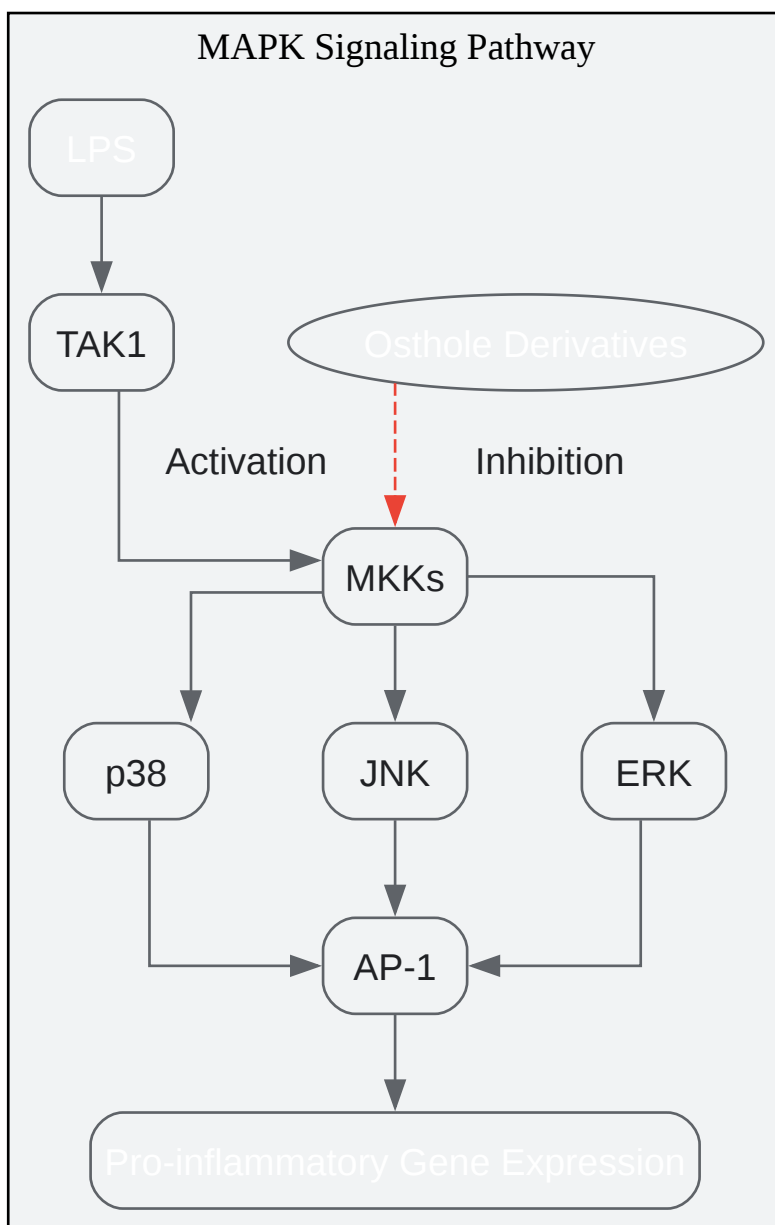 MAPK Signaling Pathway
LPS
TAK1
Osthole Derivatives
Activation
Inhibition
MKKs
p38
JNK
ERK
AP-1
Pro-inflammatory Gene Expression